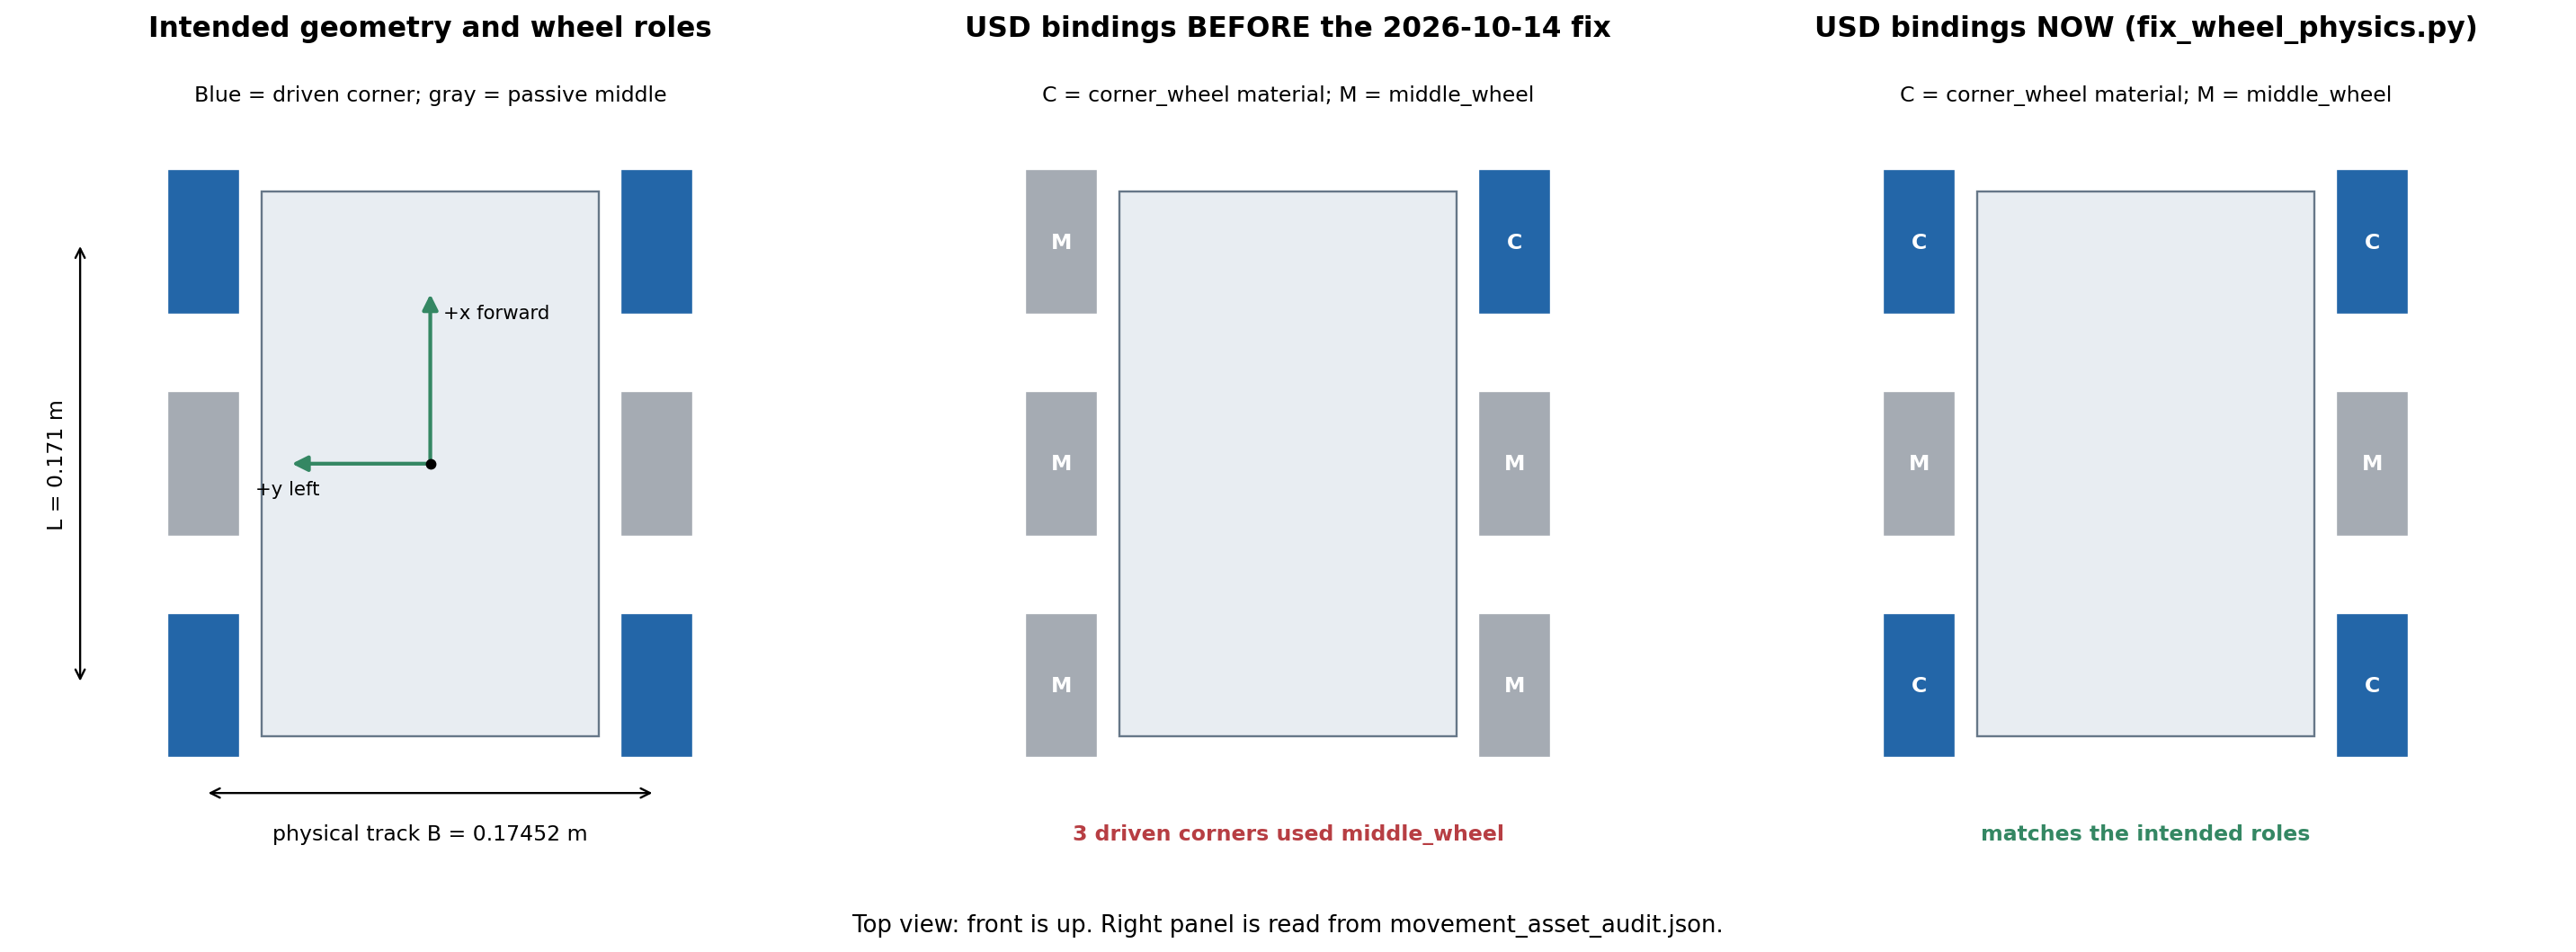 Intended geometry and wheel roles
Blue = driven corner; gray = passive middle
+x forward
+y left
L = 0.171 m
physical track B = 0.17452 m
USD bindings BEFORE the 2026-10-14 fix
C = corner_wheel material; M = middle_wheel
M C
M M
M M
3 driven corners used middle_wheel
USD bindings NOW (fix_wheel_physics.py)
C = corner_wheel material; M = middle_wheel
C C
M M
C C
matches the intended roles
Top view: front is up. Right panel is read from movement_asset_audit.json.